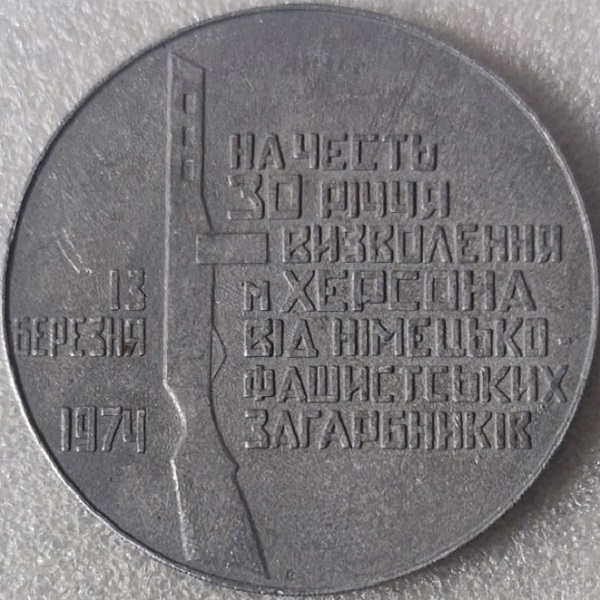 НА ЧЕСТЬ
30 РІЧЧЯ
ВИЗВОЛЕННЯ
м ХЕРСОНА
ВІД НІМЕЦЬКО
ФАШИСТСЬКИХ
ЗАГАРБНИКІВ
13
БЕРЕЗНЯ
1974